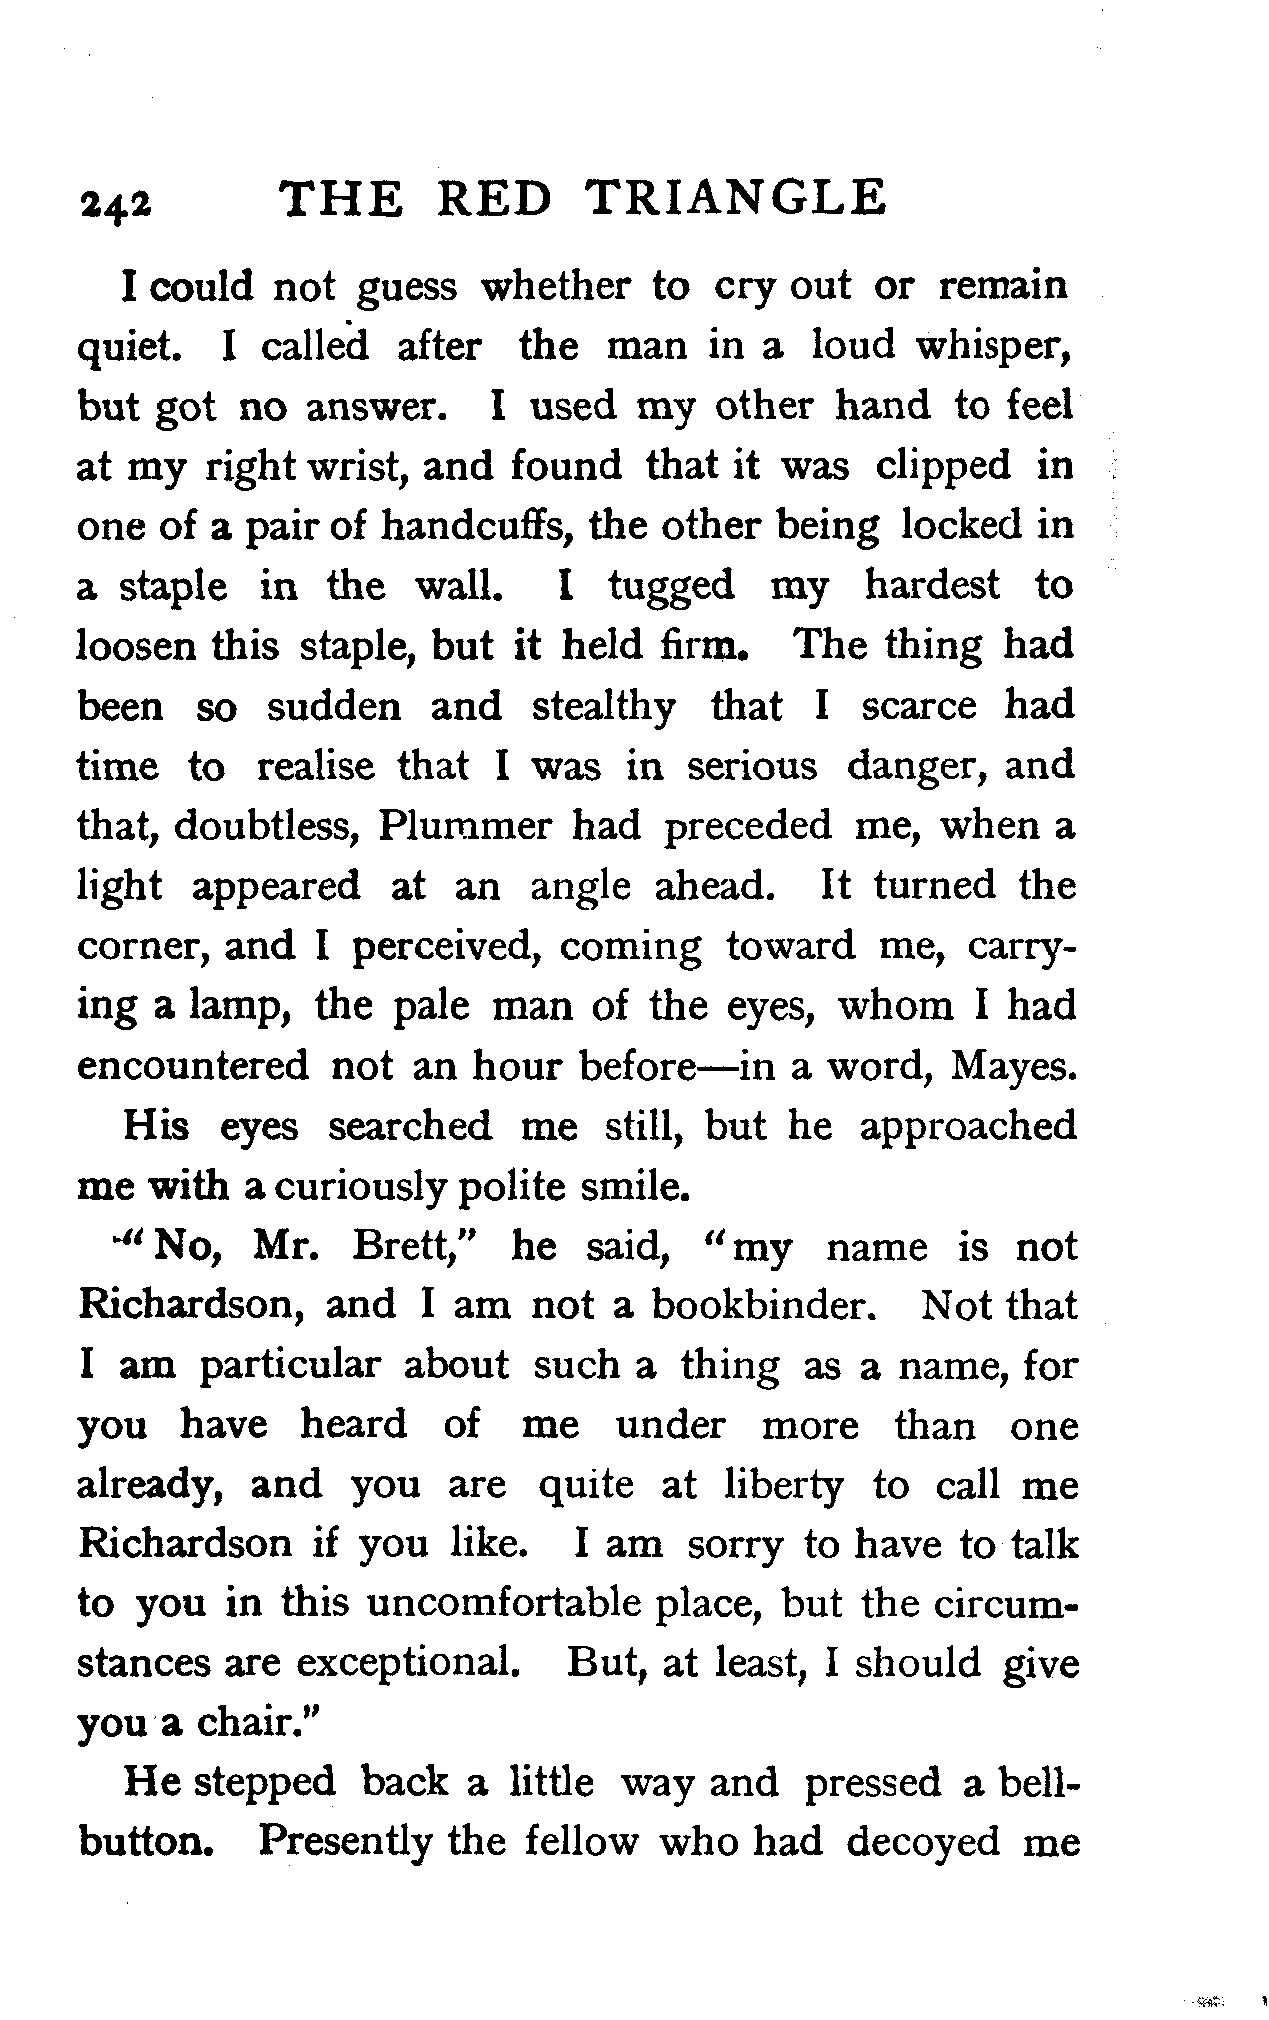 242 THE RED TRIANGLE
I could not guess whether to cry out or remain
quiet. I called after the man in a loud whisper,
but got no answer. I used my other hand to feel
at my right wrist, and found that it was clipped in
one of a pair of handcuffs, the other being locked in
a staple in the wall. I tugged my hardest to
loosen this staple, but it held firm. The thing had
been so sudden and stealthy that I scarce had
time to realise that I was in serious danger, and
that, doubtless, Plummer had preceded me, when a
light appeared at an angle ahead. It turned the
corner, and I perceived, coming toward me, carry-
ing a lamp, the pale man of the eyes, whom I had
encountered not an hour before—in a word, Mayes.
His eyes searched me still, but he approached
me with a curiously polite smile.
"No, Mr. Brett," he said, "my name is not
Richardson, and I am not a bookbinder. Not that
I am particular about such a thing as a name, for
you have heard of me under more than one
already, and you are quite at liberty to call me
Richardson if you like. I am sorry to have to talk
to you in this uncomfortable place, but the circum-
stances are exceptional. But, at least, I should give
you a chair."
He stepped back a little way and pressed a bell-
button. Presently the fellow who had decoyed me